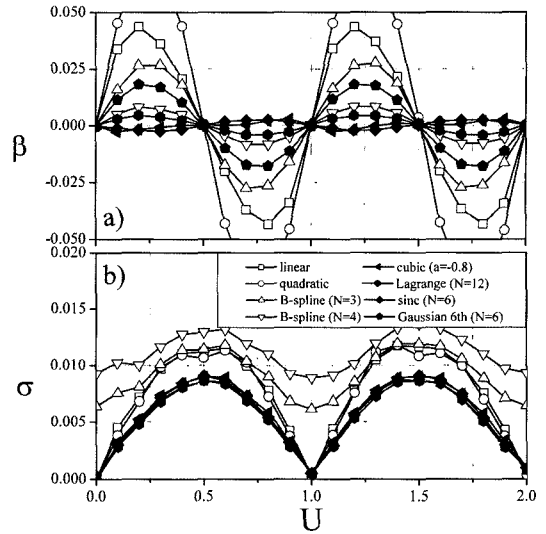 0.050
0.025
0.000
-0.025
-0.050
β
a)
b)
linear
quadratic
B-spline (N=3)
B-spline (N=4)
cubic (a=-0.8)
Lagrange (N=12)
sinc (N=6)
Gaussian 6th (N=6)
0.020
0.015
0.010
0.005
0.000
σ
0.0 0.5 1.0 1.5 2.0
U